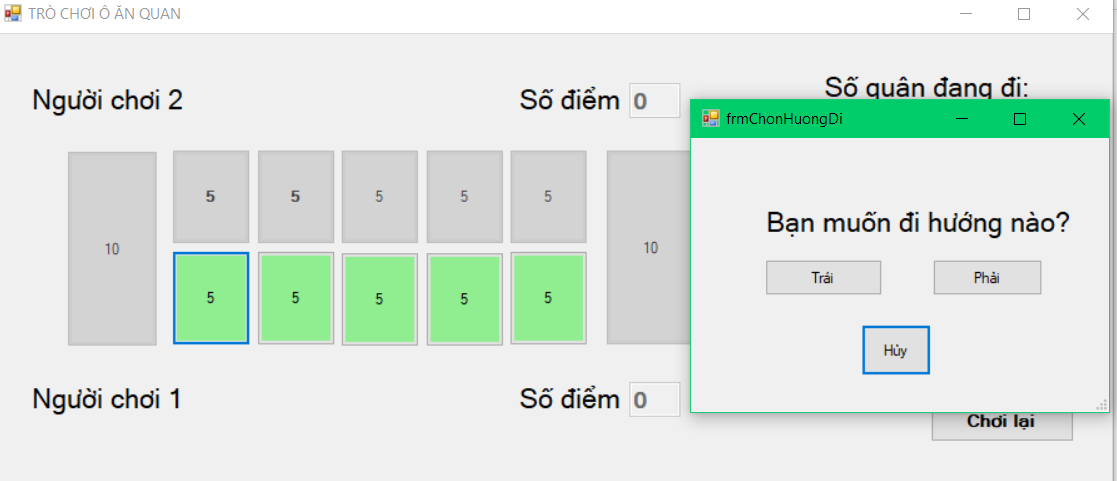 TRÒ CHƠI Ô ĂN QUAN
Người chơi 2
Số điểm 0
Số quân đang đi:
frmChonHuongDi
10
5 5 5 5 5
10
5 5 5 5 5
Bạn muốn đi hướng nào?
Trái Phải
Hủy
Người chơi 1
Số điểm 0
Chơi lại